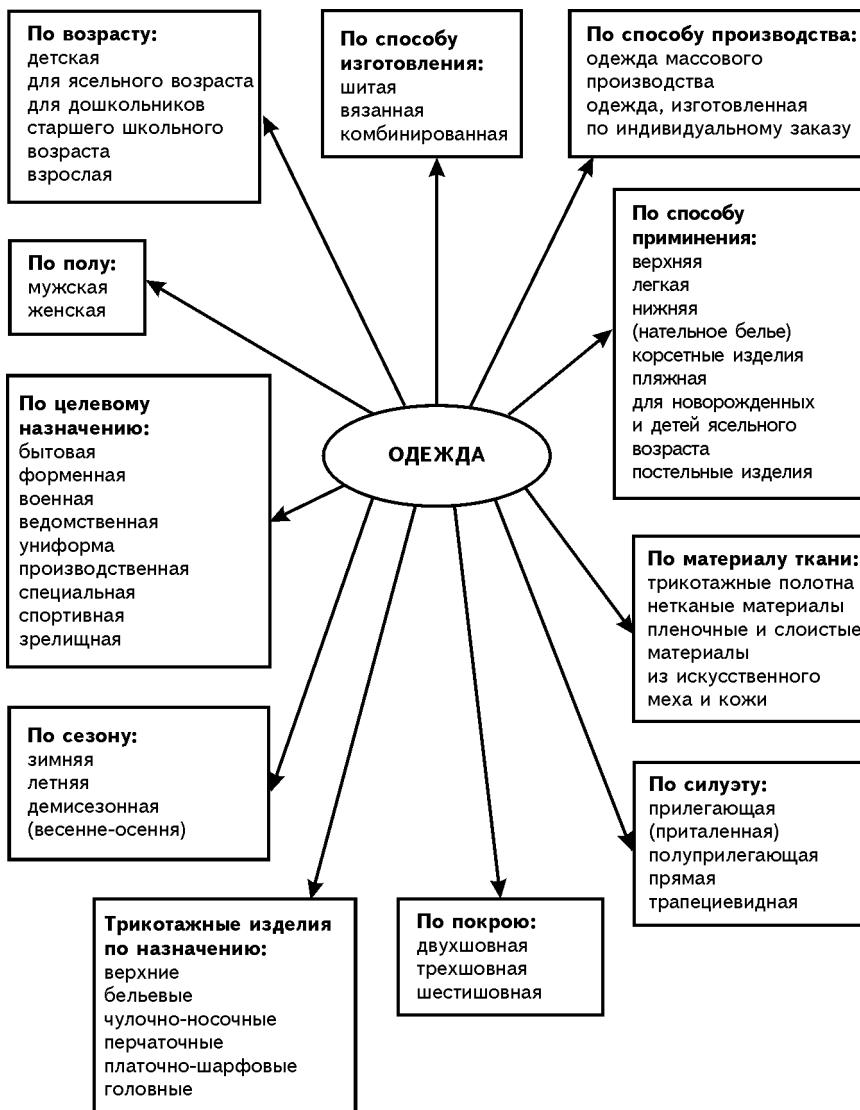 По возрасту:
детская
для ясельного возраста
для дошкольников
старшего школьного
возраста
взрослая
По способу
изготовления:
шитая
вязанная
комбинированная
По способу производства:
одежда массового
производства
одежда, изготовленная
по индивидуальному заказу
По полу:
мужская
женская
По способу
приминения:
верхняя
легкая
нижняя
(нательное белье)
корсетные изделия
пляжная
для новорожденных
и детей ясельного
возраста
постельные изделия
По целевому
назначению:
бытовая
форменная
военная
ведомственная
униформа
производственная
специальная
спортивная
зрелищная
ОДЕЖДА
По материалу ткани:
трикотажные полотна
нетканые материалы
пленочные и слоистые
материалы
из искусственного
меха и кожи
По сезону:
зимняя
летняя
демисезонная
(весенне-осення)
По силуэту:
прилегающая
(приталенная)
полуприлегающая
прямая
трапециевидная
Трикотажные изделия
по назначению:
верхние
бельевые
чулочно-носочные
перчаточные
платочно-шарфовые
головные
По покрою:
двухшовная
трехшовная
шестишовная